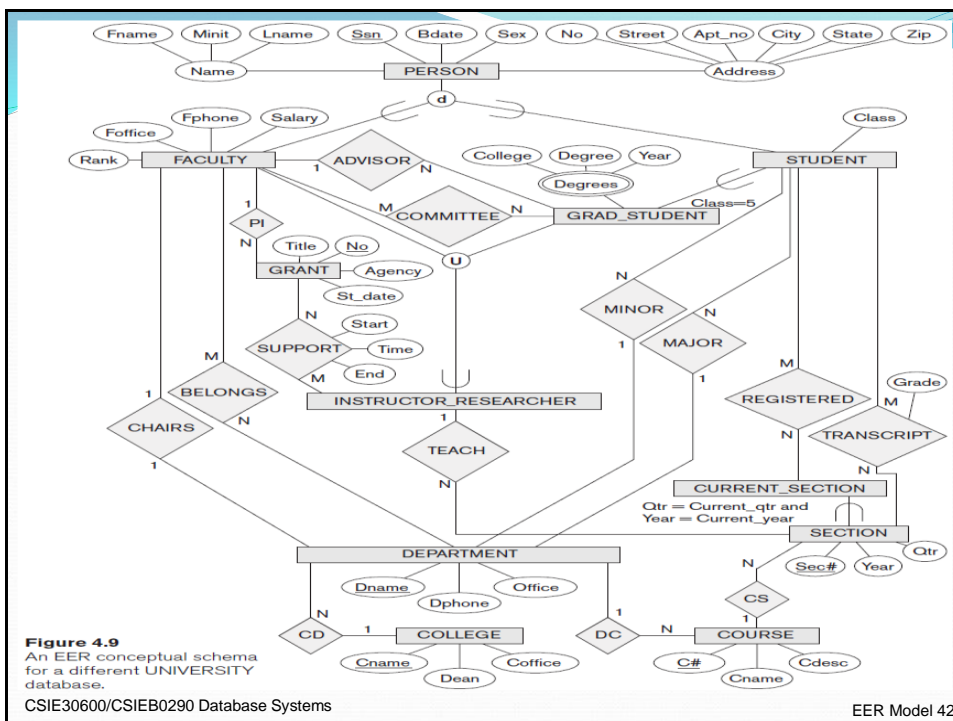 Fname Minit Lname Ssn Bdate Sex No Street Apt_no City State Zip
Name PERSON Address
d
Foffice Fphone Salary Class
Rank FACULTY ADVISOR College Degree Year STUDENT
1 N Degrees
Class=5
M COMMITTEE N GRAD_STUDENT
1 PI
N Title No U
GRANT Agency
St_date
N
N Start MINOR N
SUPPORT Time 1 MAJOR
M End 1
M M
BELONGS INSTRUCTOR_RESEARCHER REGISTERED Grade
1 N 1 M
CHAIRS TEACH N TRANSCRIPT
1 N N
CURRENT_SECTION
Qtr = Current_qtr and
Year = Current_year
SECTION
DEPARTMENT Qtr
Dname Office N Sec# Year
Dphone CS
N 1 1
CD 1 COLLEGE DC N COURSE
Cname Coffice C# Cdesc
Dean Cname
Figure 4.9
An EER conceptual schema
for a different UNIVERSITY
database.
CSIE30600/CSIEB0290 Database Systems
EER Model 42